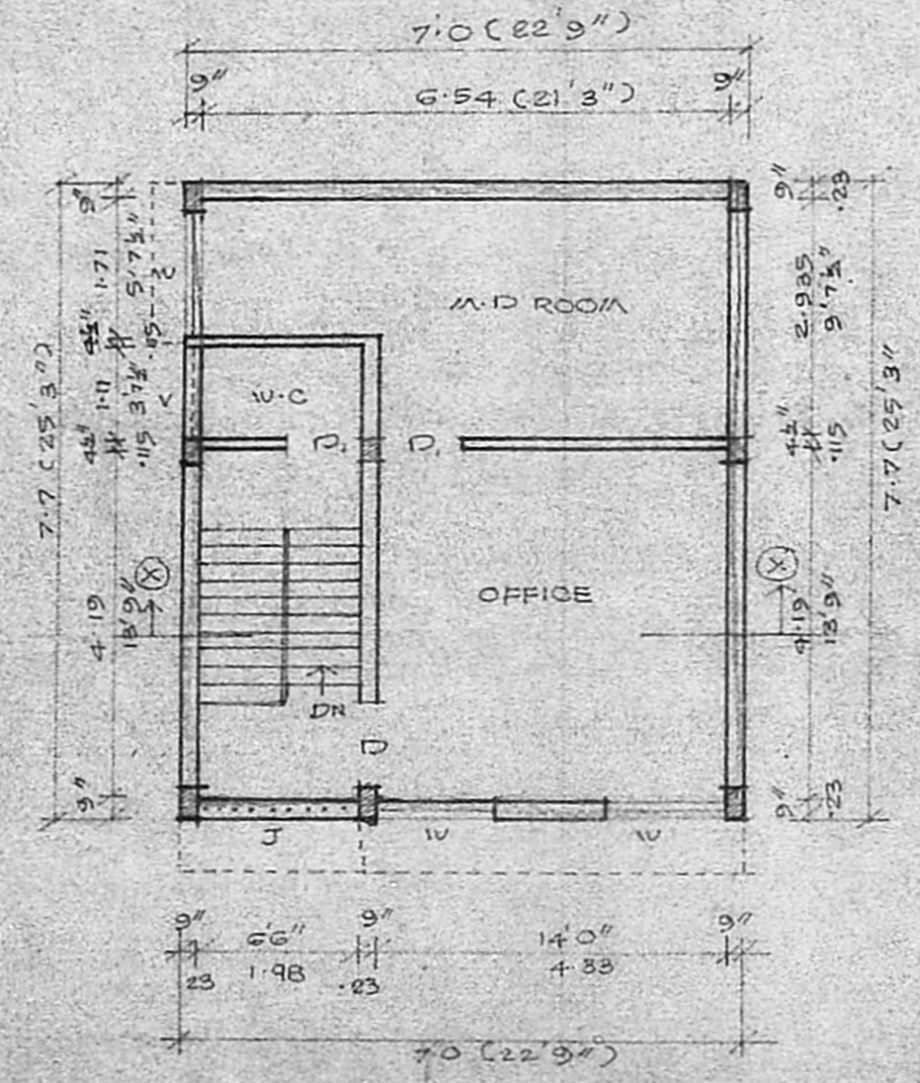 7.0 (22'9")
9" 6.54 (21'3") 9"
9" 9" .23
1.71 5'7½" 2.935 9'7½"
M.D ROOM
4½" .115
7.7 (25'3") 7.7 (25'3")
1.11 3'7½" V W.C
4½" .115 D₁ D₁ 4½" .115
X X
OFFICE
4.19 13'9" 4.19 13'9"
DN
D
9" 9" .23
J W W
9" 9" 9"
6'6" 14'0"
1.98 4.33
23 .23
7.0 (22'9")